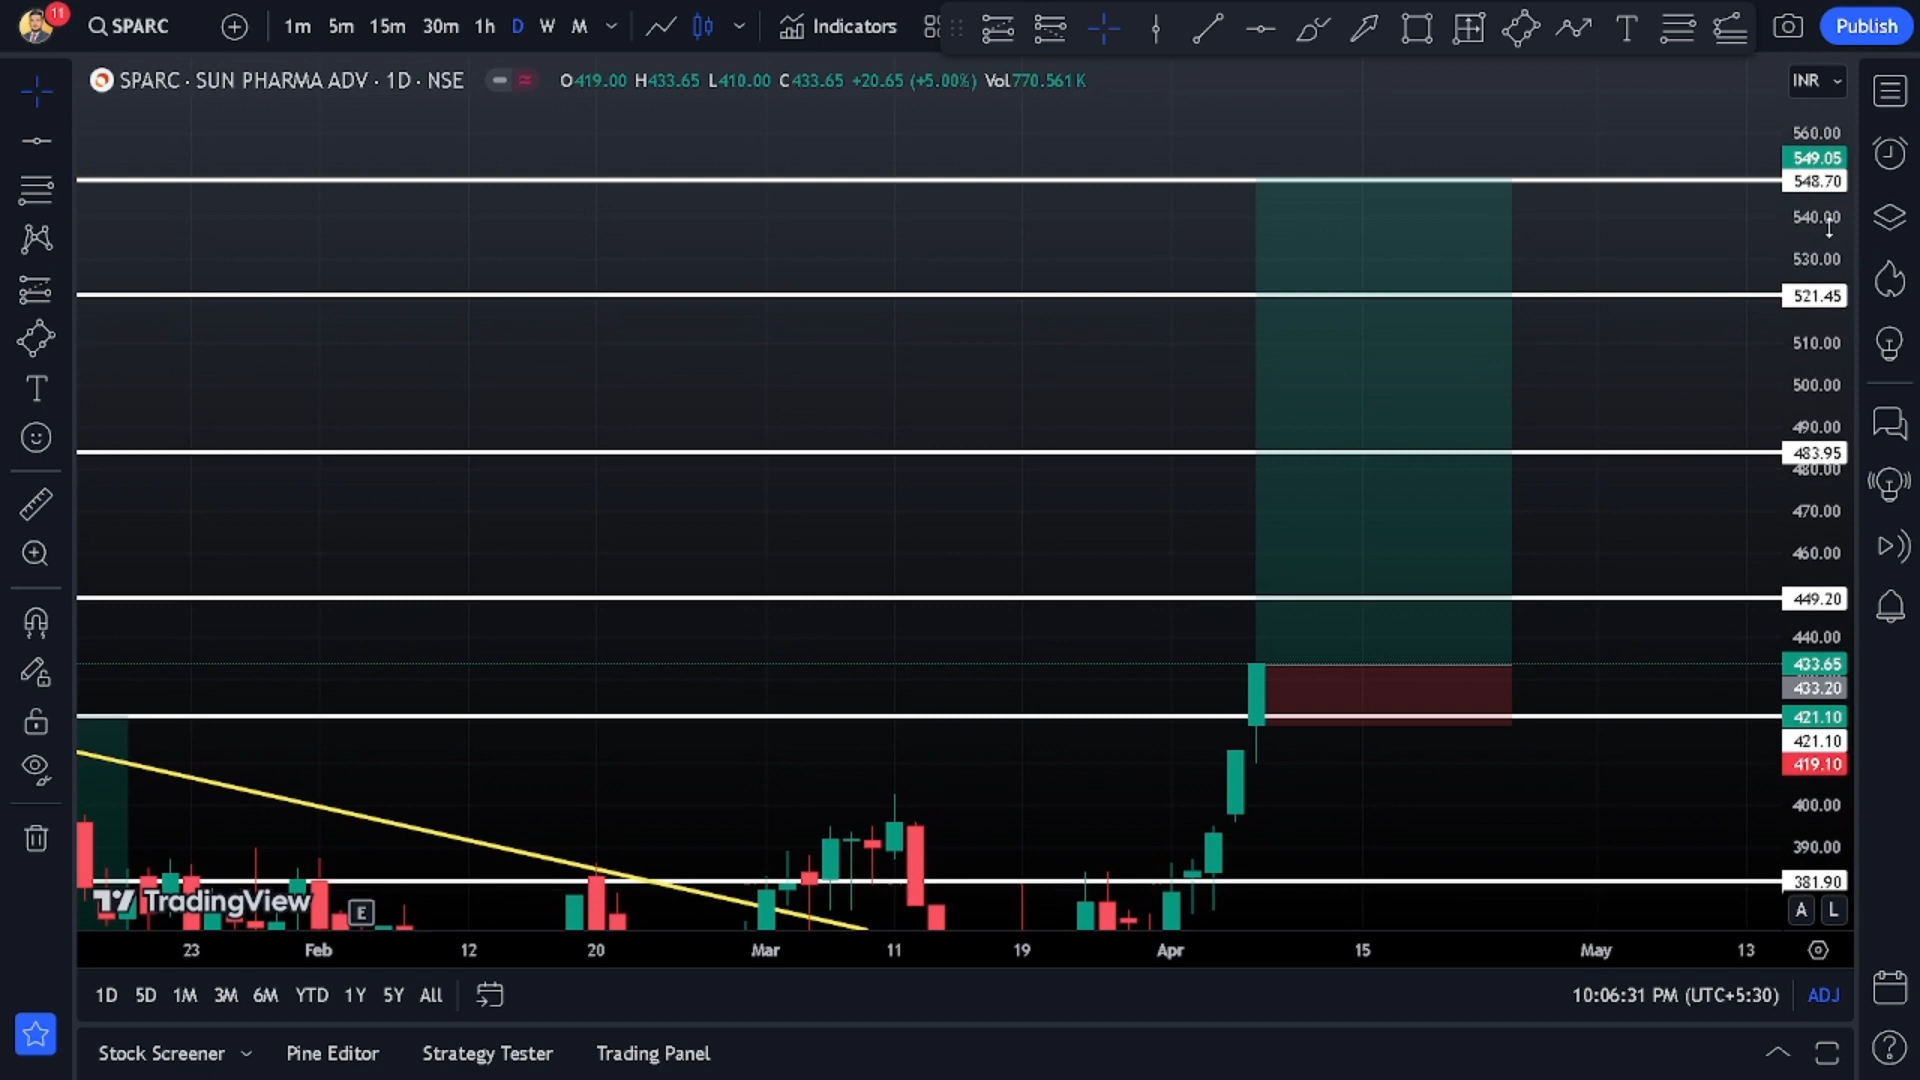 11
SPARC
1m 5m 15m 30m 1h D W M
Indicators
Publish
SPARC · SUN PHARMA ADV · 1D · NSE
O419.00 H433.65 L410.00 C433.65 +20.65 (+5.00%) Vol770.561K
INR
560.00
549.05
548.70
540.00
530.00
521.45
510.00
500.00
490.00
483.95
480.00
470.00
460.00
449.20
440.00
433.65
433.20
421.10
421.10
419.10
400.00
390.00
381.90
TradingView
E
A L
23 Feb 12 20 Mar 11 19 Apr 15 May 13
1D 5D 1M 3M 6M YTD 1Y 5Y All
10:06:31 PM (UTC+5:30) ADJ
Stock Screener Pine Editor Strategy Tester Trading Panel